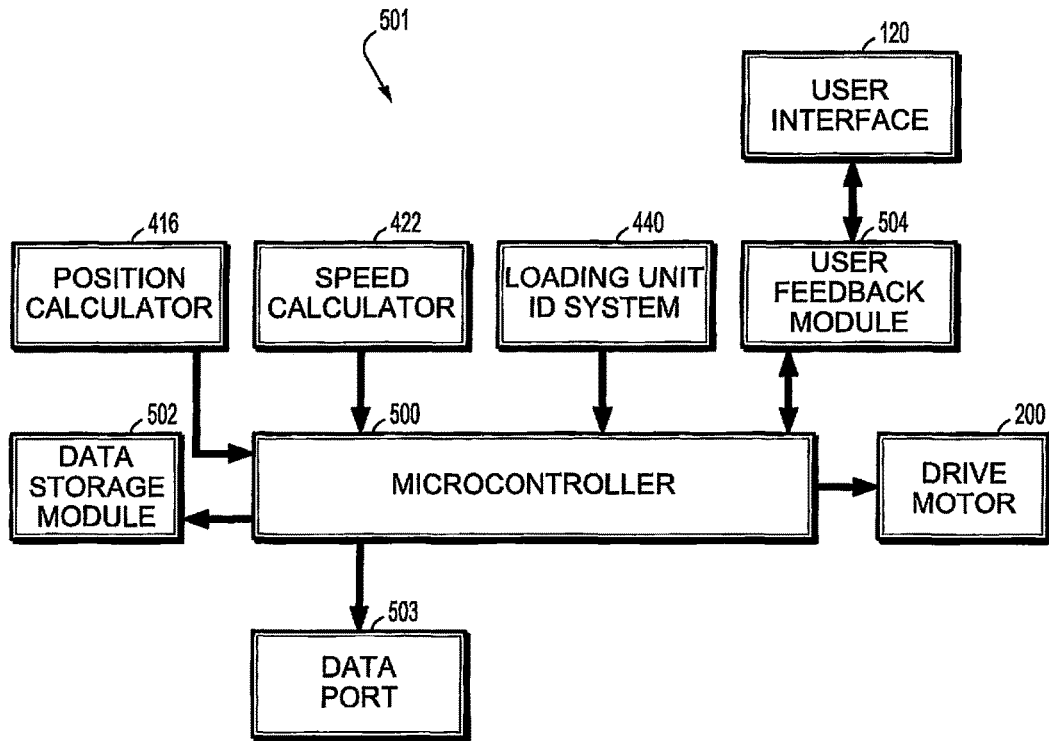 501
120
USER
INTERFACE
416
POSITION
CALCULATOR
422
SPEED
CALCULATOR
440
LOADING UNIT
ID SYSTEM
504
USER
FEEDBACK
MODULE
502
DATA
STORAGE
MODULE
500
MICROCONTROLLER
200
DRIVE
MOTOR
503
DATA
PORT